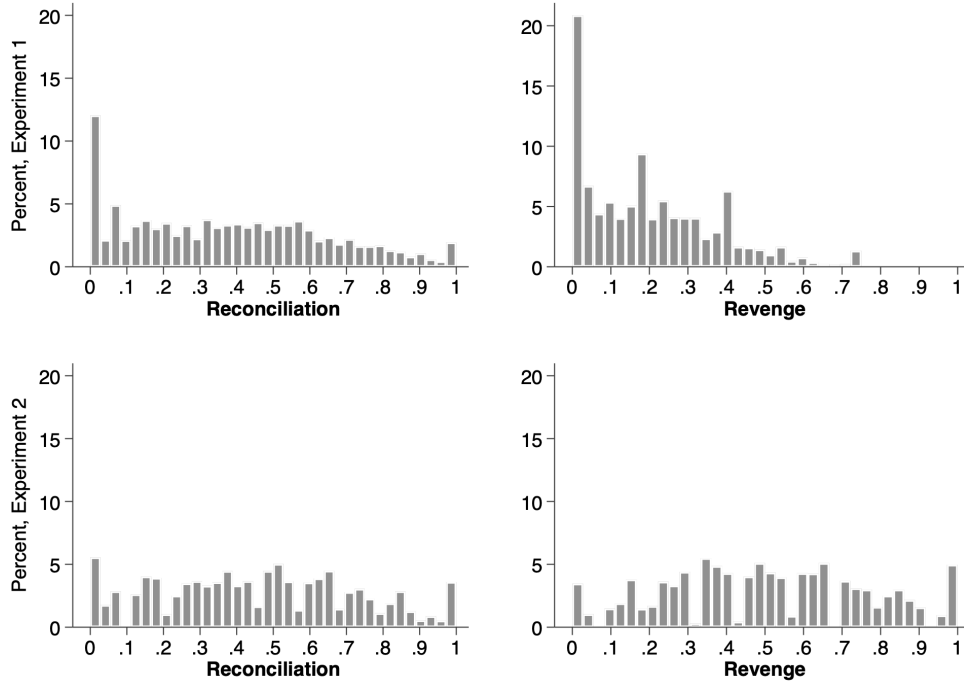 Percent, Experiment 1
20
15
10
5
0
0 .1 .2 .3 .4 .5 .6 .7 .8 .9 1
Reconciliation
20
15
10
5
0
0 .1 .2 .3 .4 .5 .6 .7 .8 .9 1
Revenge
Percent, Experiment 2
20
15
10
5
0
0 .1 .2 .3 .4 .5 .6 .7 .8 .9 1
Reconciliation
20
15
10
5
0
0 .1 .2 .3 .4 .5 .6 .7 .8 .9 1
Revenge